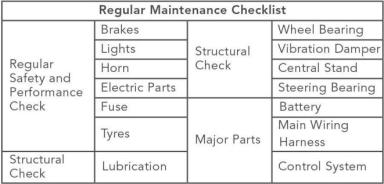 Regular Maintenance Checklist
Regular
Safety and
Performance
Check
Brakes
Lights
Horn
Electric Parts
Fuse
Tyres
Structural
Check
Lubrication
Structural
Check
Wheel Bearing
Vibration Damper
Central Stand
Steering Bearing
Major Parts
Battery
Main Wiring
Harness
Control System